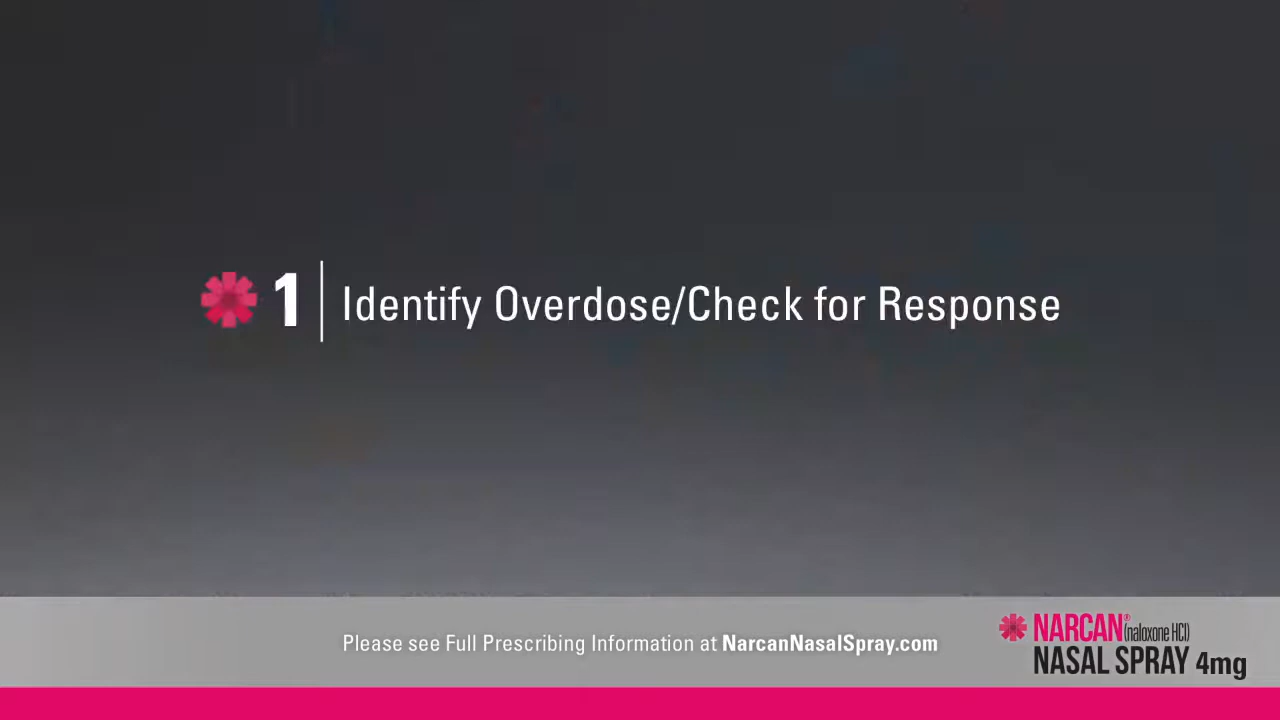 1 Identify Overdose/Check for Response
Please see Full Prescribing Information at NarcanNasalSpray.com
NARCAN® (naloxone HCl)
NASAL SPRAY 4mg